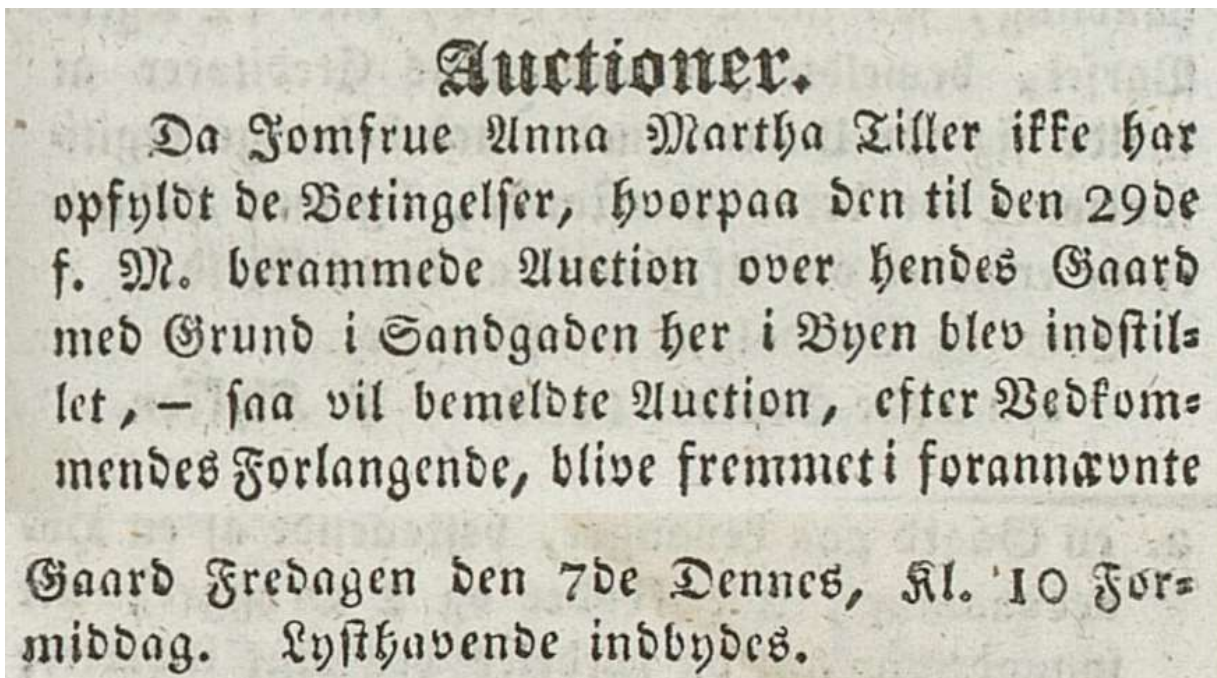 Auctioner.
Da Jomfrue Anna Martha Tiller ikke har
opfyldt de Betingelser, hvorpaa den til den 29de
f. M. berammede Auction over hendes Gaard
med Grund i Sandgaden her i Byen blev indstil-
let, — saa vil bemeldte Auction, efter Vedkom-
mendes Forlangende, blive fremmet i forannævnte
Gaard Fredagen den 7de Dennes, Kl. 10 For-
middag. Lysthavende indbydes.